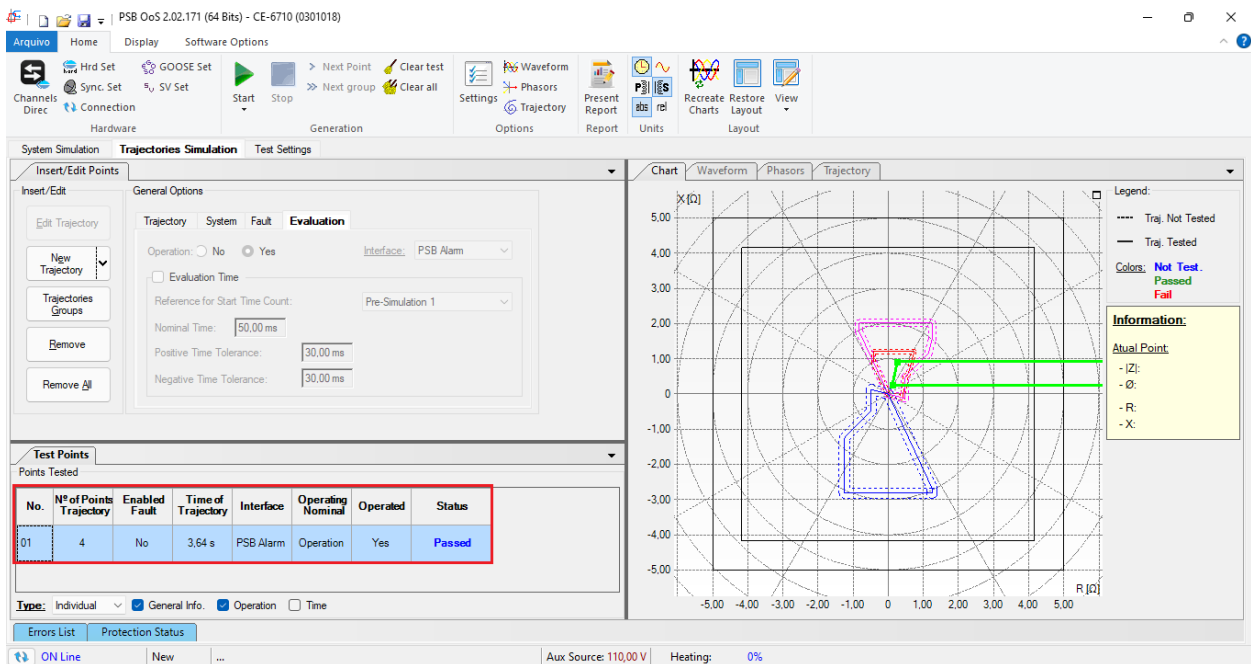 PSB OoS 2.02.171 (64 Bits) - CE-6710 (0301018)
Arquivo Home Display Software Options
Hrd Set GOOSE Set Next Point Clear test Waveform
Channels Direc Sync. Set SV Set Start Stop Next group Clear all Settings Phasors Present Report abs rel Recreate Charts Restore Layout View
Connection Trajectory
Hardware Generation Options Report Units Layout
System Simulation Trajectories Simulation Test Settings
Insert/Edit Points
Insert/Edit General Options
Edit Trajectory
Trajectory System Fault Evaluation
New Trajectory
Operation: No Yes Interface: PSB Alarm
Evaluation Time
Trajectories Groups
Reference for Start Time Count: Pre-Simulation 1
Nominal Time: 50,00 ms
Remove
Positive Time Tolerance: 30,00 ms
Remove All
Negative Time Tolerance: 30,00 ms
Test Points
Points Tested
No. Nº of Points Trajectory Enabled Fault Time of Trajectory Interface Operating Nominal Operated Status
01 4 No 3,64 s PSB Alarm Operation Yes Passed
Type: Individual General Info. Operation Time
Errors List Protection Status
Chart Waveform Phasors Trajectory
X [Ω]
5,00
4,00
3,00
2,00
1,00
0
-1,00
-2,00
-3,00
-4,00
-5,00
R [Ω]
-5,00 -4,00 -3,00 -2,00 -1,00 0 1,00 2,00 3,00 4,00 5,00
Legend:
Traj. Not Tested
Traj. Tested
Colors: Not Test.
Passed
Fail
Information:
Atual Point:
- |Z|:
- Ø:
- R:
- X:
ON Line New ... Aux Source: 110,00 V Heating: 0%